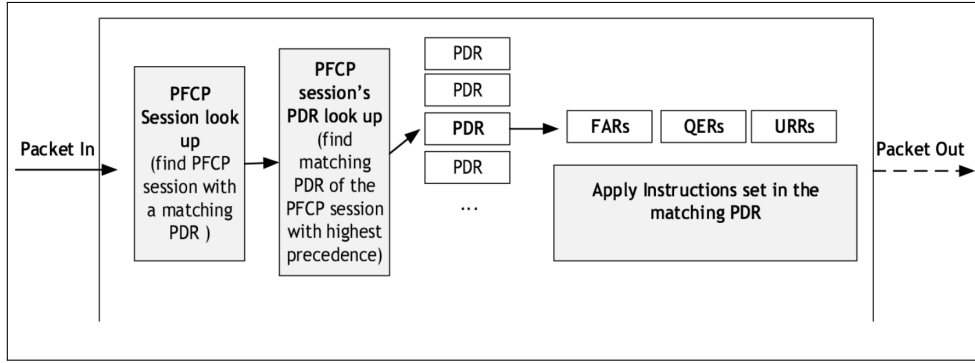 Packet In
PFCP
Session look
up
(find PFCP
session with
a matching
PDR )
PFCP
session's
PDR look up
(find
matching
PDR of the
PFCP session
with highest
precedence)
PDR
PDR
PDR
PDR
...
FARs
QERs
URRs
Apply Instructions set in the
matching PDR
Packet Out